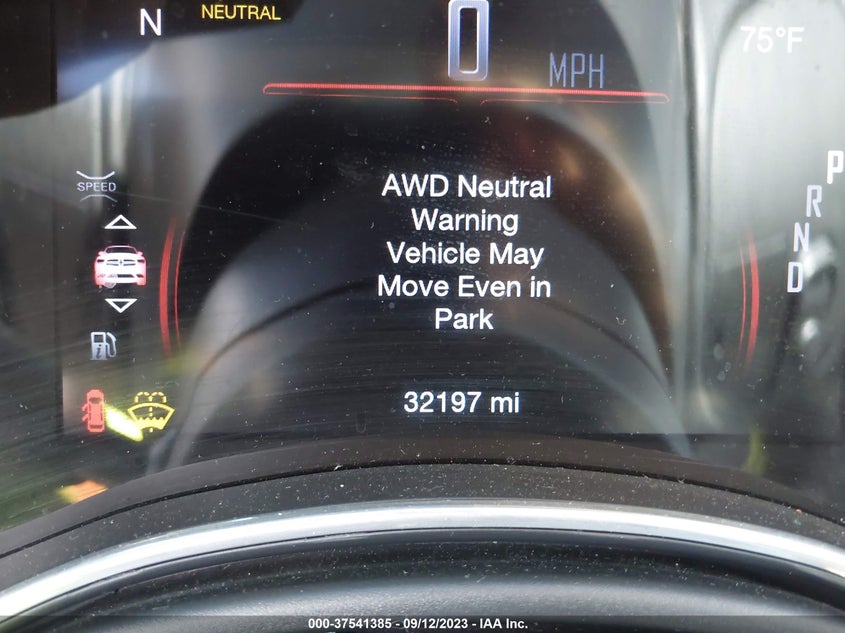 N
NEUTRAL
0
MPH
75°F
SPEED
AWD Neutral
Warning
Vehicle May
Move Even in
Park
P
R
N
D
32197 mi
000-37541385 - 09/12/2023 - IAA Inc.